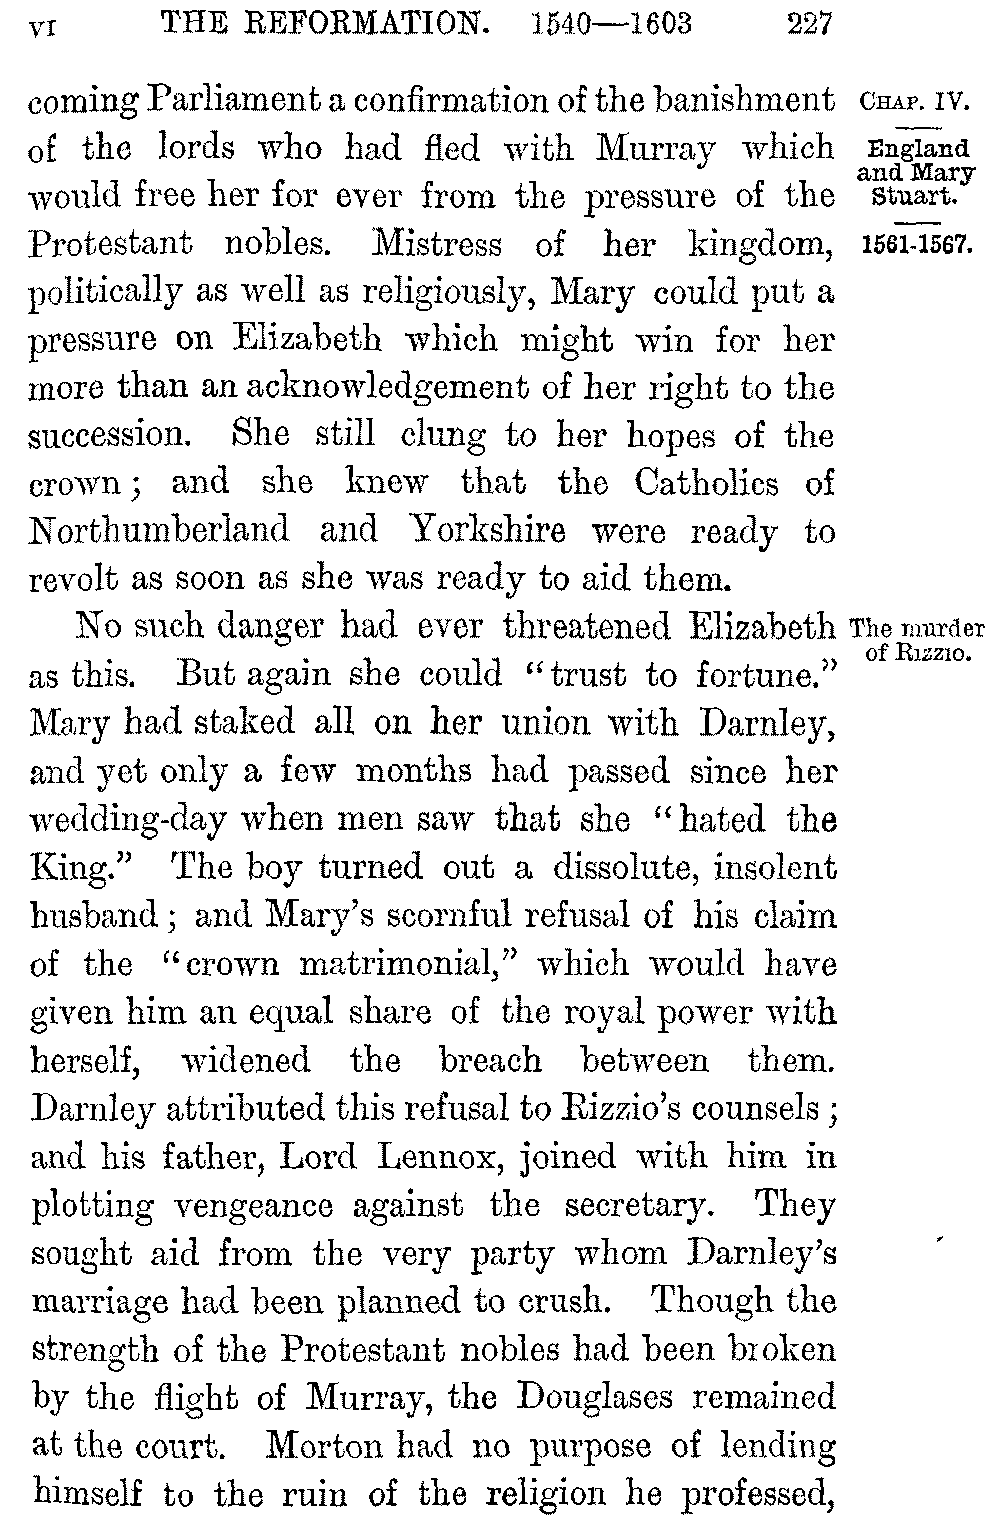 VI THE REFORMATION. 1540—1603 227
coming Parliament a confirmation of the banishment
of the lords who had fled with Murray which
would free her for ever from the pressure of the
Protestant nobles. Mistress of her kingdom,
politically as well as religiously, Mary could put a
pressure on Elizabeth which might win for her
more than an acknowledgement of her right to the
succession. She still clung to her hopes of the
crown; and she knew that the Catholics of
Northumberland and Yorkshire were ready to
revolt as soon as she was ready to aid them.
CHAP. IV.
England
and Mary
Stuart.
1561-1567.
No such danger had ever threatened Elizabeth
as this. But again she could "trust to fortune."
Mary had staked all on her union with Darnley,
and yet only a few months had passed since her
wedding-day when men saw that she "hated the
King." The boy turned out a dissolute, insolent
husband; and Mary's scornful refusal of his claim
of the "crown matrimonial," which would have
given him an equal share of the royal power with
herself, widened the breach between them.
Darnley attributed this refusal to Rizzio's counsels;
and his father, Lord Lennox, joined with him in
plotting vengeance against the secretary. They
sought aid from the very party whom Darnley's
marriage had been planned to crush. Though the
strength of the Protestant nobles had been broken
by the flight of Murray, the Douglases remained
at the court. Morton had no purpose of lending
himself to the ruin of the religion he professed,
The murder
of Rizzio.